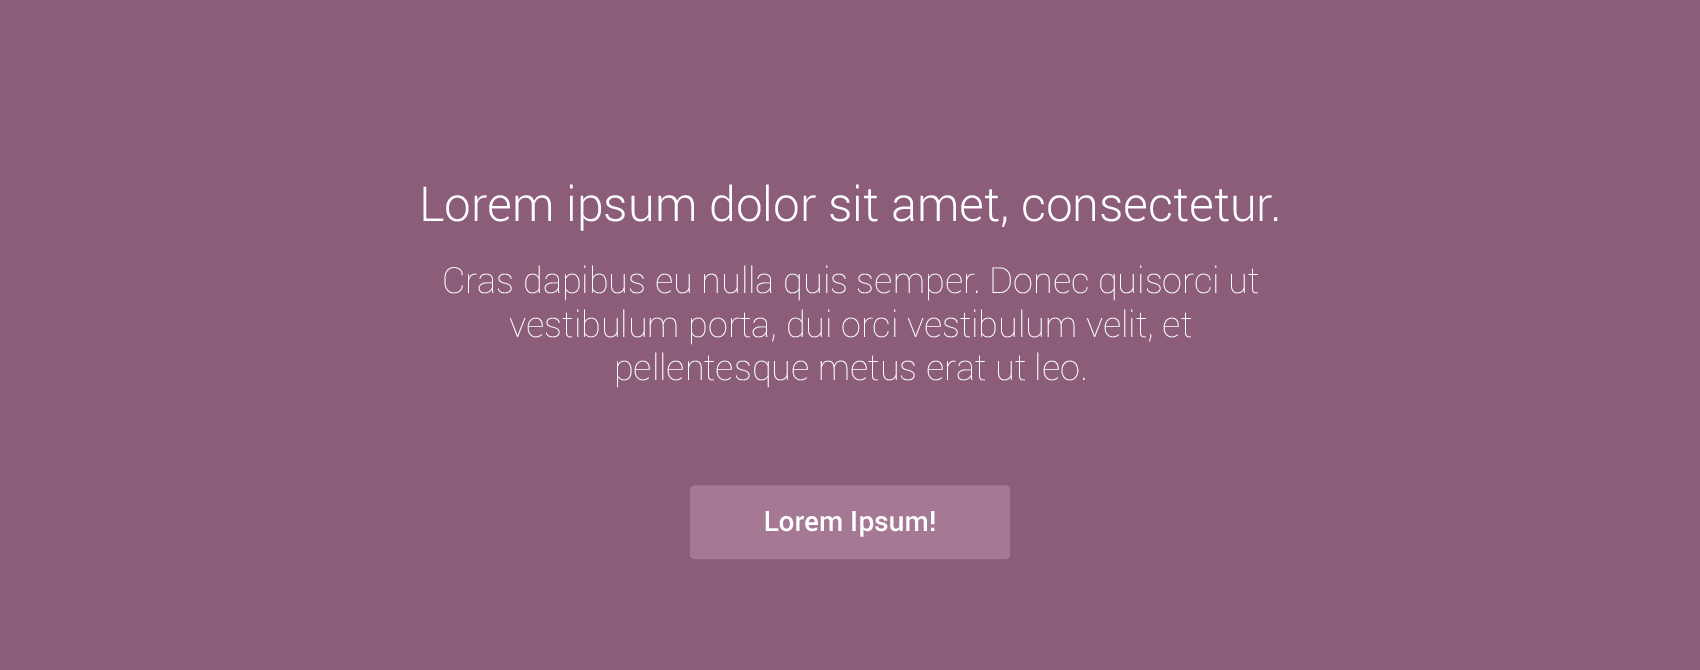 Lorem ipsum dolor sit amet, consectetur.
Cras dapibus eu nulla quis semper. Donec quisorci ut
vestibulum porta, dui orci vestibulum velit, et
pellentesque metus erat ut leo.
Lorem Ipsum!